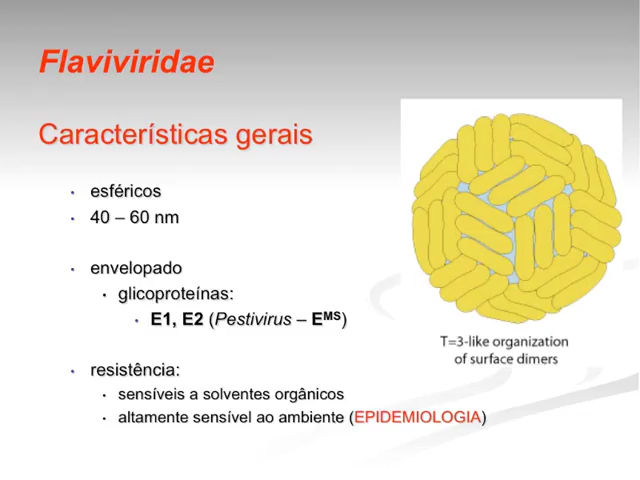 Flaviviridae
Características gerais
• esféricos
• 40 – 60 nm
• envelopado
• glicoproteínas:
• E1, E2 (Pestivirus – Eᴹˢ)
• resistência:
• sensíveis a solventes orgânicos
• altamente sensível ao ambiente (EPIDEMIOLOGIA)
T=3-like organization
of surface dimers